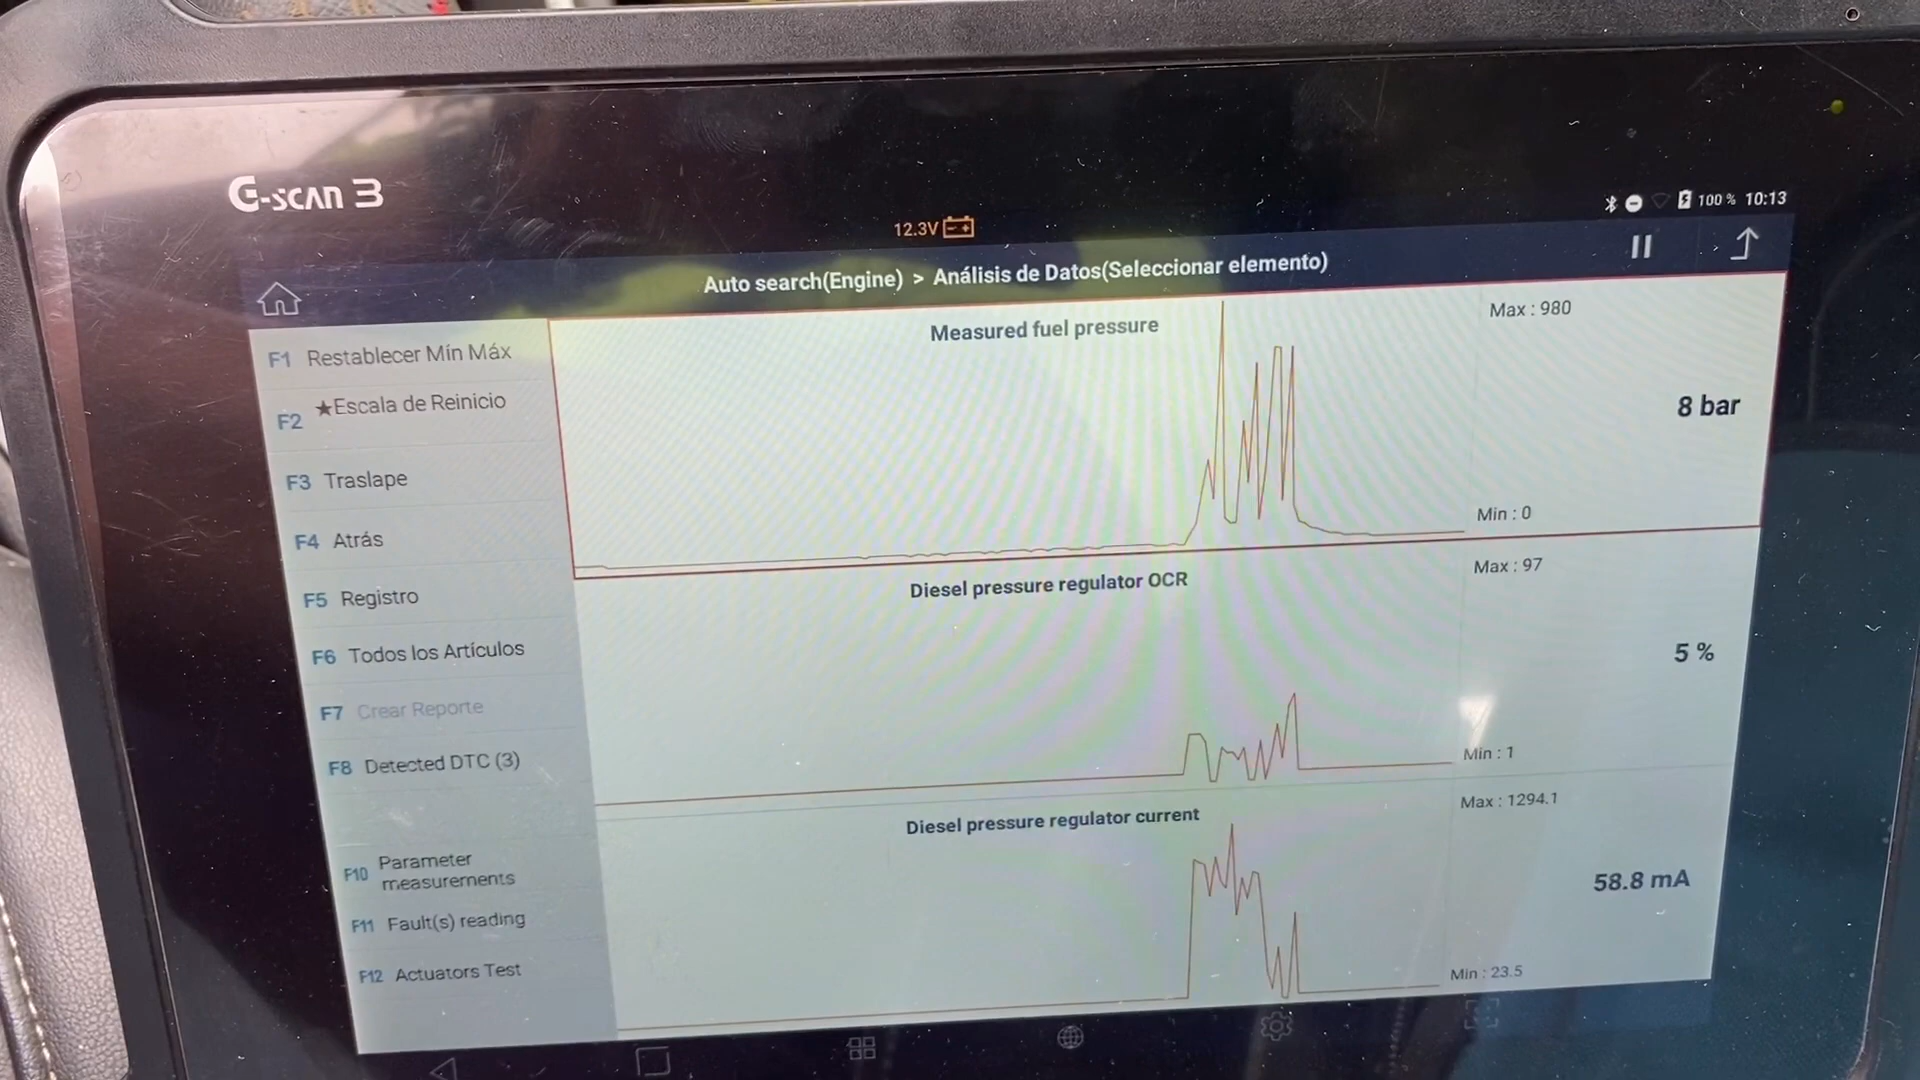 G-scan 3
12.3V
100 % 10:13
Auto search(Engine) > Análisis de Datos(Seleccionar elemento)
F1 Restablecer Mín Máx
F2 ★Escala de Reinicio
F3 Traslape
F4 Atrás
F5 Registro
F6 Todos los Artículos
F7 Crear Reporte
F8 Detected DTC (3)
F10 Parameter
measurements
F11 Fault(s) reading
F12 Actuators Test
Measured fuel pressure
Max : 980
8 bar
Min : 0
Diesel pressure regulator OCR
Max : 97
5 %
Min : 1
Diesel pressure regulator current
Max : 1294.1
58.8 mA
Min : 23.5